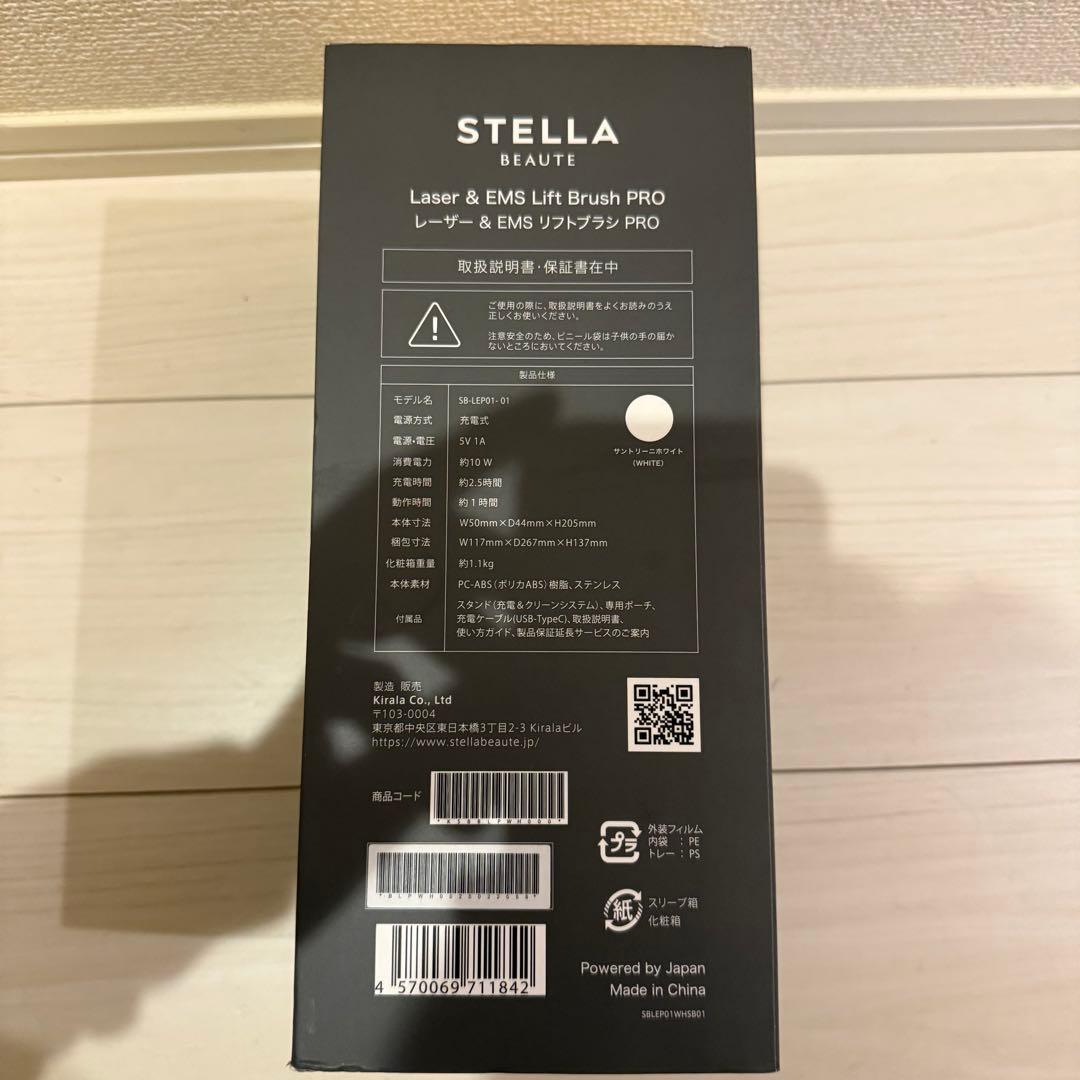 STELLA
BEAUTE
Laser & EMS Lift Brush PRO
レーザー & EMS リフトブラシ PRO
取扱説明書・保証書在中
ご使用の際に、取扱説明書をよくお読みのうえ
正しくお使いください。
注意安全のため、ビニール袋は子供の手の届か
ないところにおいてください。
製品仕様
モデル名 SB-LEP01-01
電源方式 充電式
電源・電圧 5V 1A
消費電力 約10 W
充電時間 約2.5時間
動作時間 約1時間
本体寸法 W50mm×D44mm×H205mm
梱包寸法 W117mm×D267mm×H137mm
化粧箱重量 約1.1kg
本体素材 PC-ABS(ポリカABS)樹脂、ステンレス
付属品 スタンド(充電&クリーンシステム)、専用ポーチ、
充電ケーブル(USB-TypeC)、取扱説明書、
使い方ガイド、製品保証延長サービスのご案内
サントリーニホワイト
(WHITE)
製造 販売
Kirala Co., Ltd
〒103-0004
東京都中央区東日本橋3丁目2-3 Kiralaビル
https://www.stellabeaute.jp/
商品コード
*KSBBLPWH000*
プラ
外装フィルム
内袋 : PE
トレー : PS
紙
スリーブ箱
化粧箱
4 570069 711842
Powered by Japan
Made in China
SBLEP01WHSB01